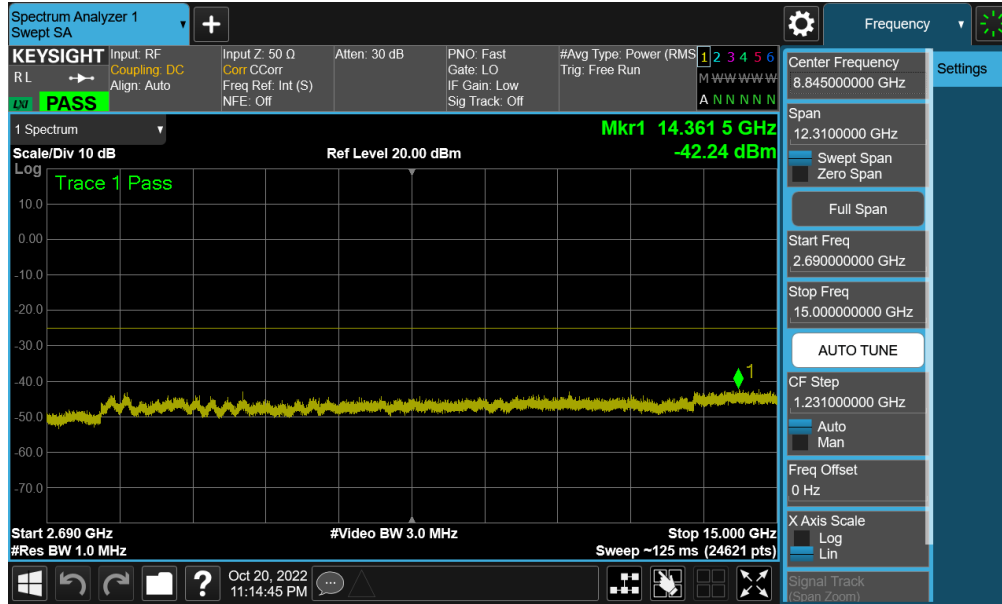 Spectrum Analyzer 1
Swept SA
+
Frequency
KEYSIGHT
R L
LXI
PASS
Input: RF
Coupling: DC
Align: Auto
Input Z: 50 Ω
Corr CCorr
Freq Ref: Int (S)
NFE: Off
Atten: 30 dB
PNO: Fast
Gate: LO
IF Gain: Low
Sig Track: Off
#Avg Type: Power (RMS
Trig: Free Run
1 2 3 4 5 6
M W W W W W
A N N N N N
1 Spectrum
Scale/Div 10 dB
Ref Level 20.00 dBm
Mkr1 14.361 5 GHz
-42.24 dBm
Log
Trace 1 Pass
10.0
0.00
-10.0
-20.0
-30.0
-40.0
-50.0
-60.0
-70.0
1
Start 2.690 GHz
#Res BW 1.0 MHz
#Video BW 3.0 MHz
Stop 15.000 GHz
Sweep ~125 ms (24621 pts)
Center Frequency
8.845000000 GHz
Span
12.3100000 GHz
Swept Span
Zero Span
Full Span
Start Freq
2.690000000 GHz
Stop Freq
15.000000000 GHz
AUTO TUNE
CF Step
1.231000000 GHz
Auto
Man
Freq Offset
0 Hz
X Axis Scale
Log
Lin
Signal Track
(Span Zoom)
Settings
?
Oct 20, 2022
11:14:45 PM